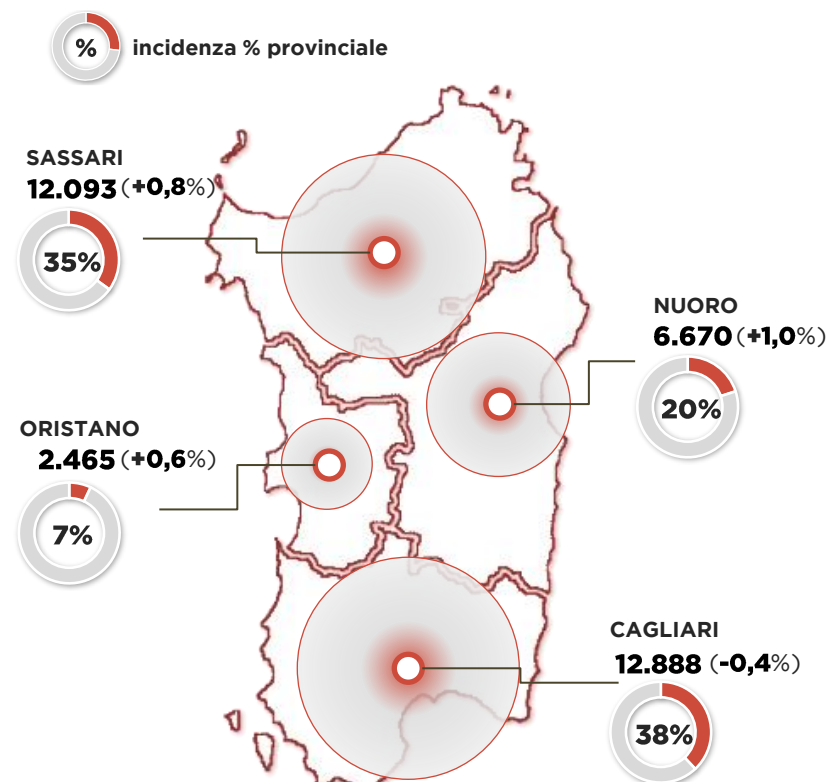 % incidenza % provinciale
SASSARI
12.093 (+0,8%)
35%
NUORO
6.670 (+1,0%)
20%
ORISTANO
2.465 (+0,6%)
7%
CAGLIARI
12.888 (-0,4%)
38%